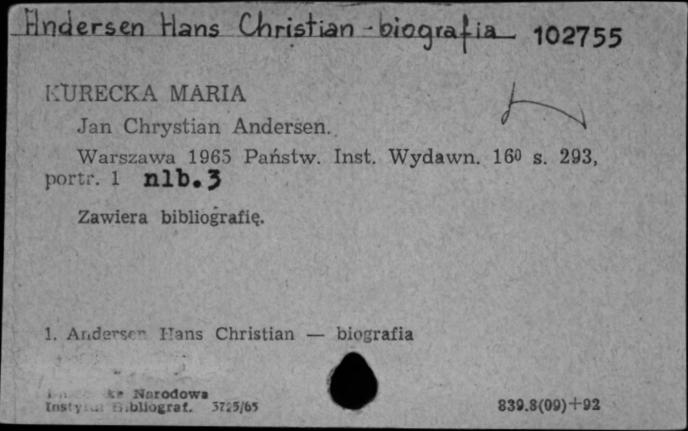 Andersen Hans Christian - biografia 102755
KURECKA MARIA
Jan Chrystian Andersen.
Warszawa 1965 Państw. Inst. Wydawn. 16⁰ s. 293,
portr. 1 nlb. 3
Zawiera bibliografię.
1. Andersen Hans Christian — biografia
Narodowa
Bibliograf. 3725/65 839.8(09)+92